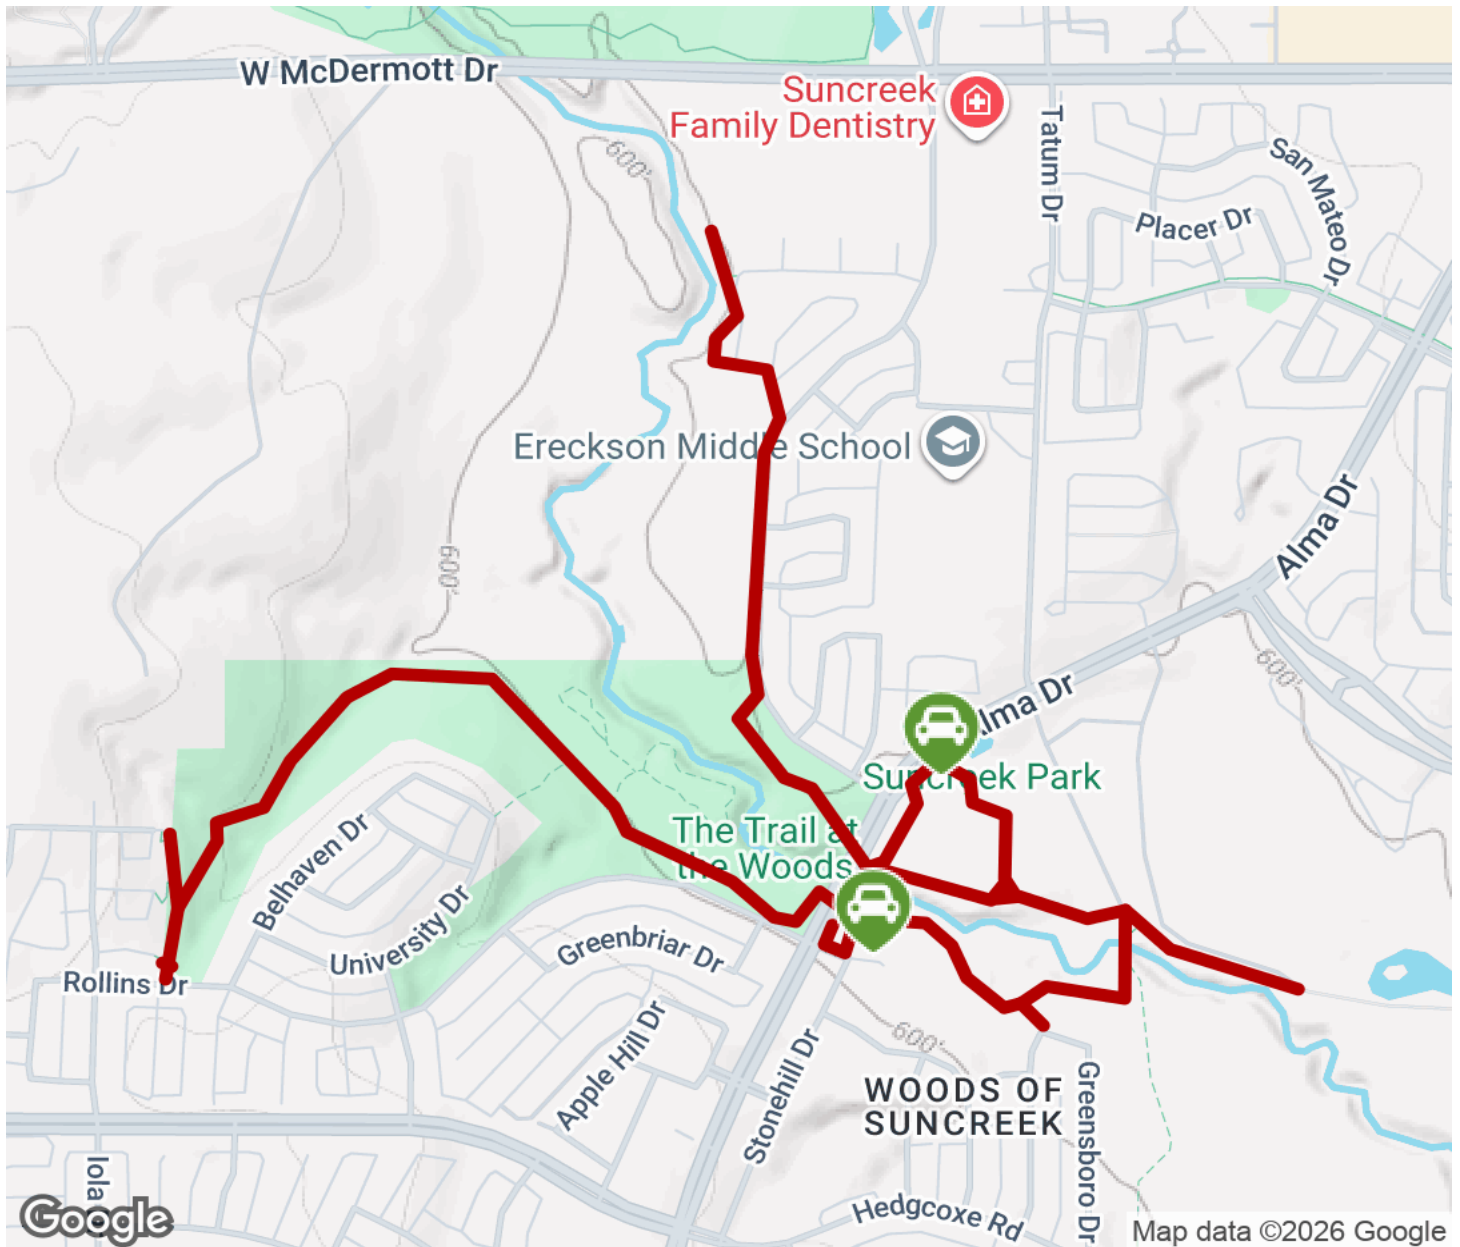 W McDermott Dr
Suncreek
Family Dentistry
Tatum Dr
San Mateo Dr
Placer Dr
600'
Ereckson Middle School
Alma Dr
600'
600'
lma Dr
Suncreek Park
The Trail at
the Woods
Belhaven Dr
University Dr
Greenbriar Dr
Rollins Dr
Apple Hill Dr
Stonehill Dr
600'
WOODS OF
SUNCREEK
Greensboro Dr
Iola
Hedgcoxe Rd
Google
Map data ©2026 Google